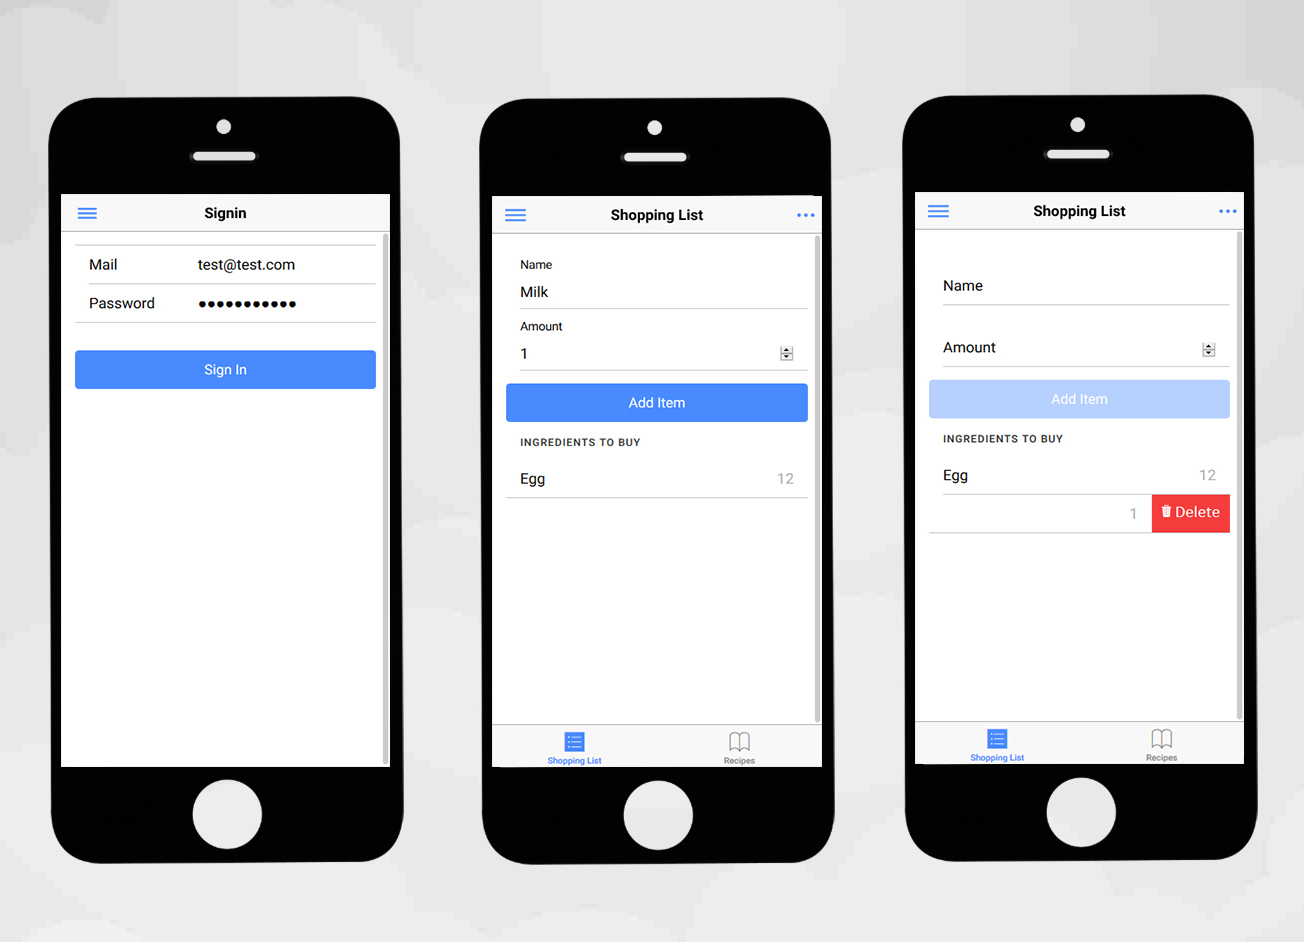 Signin
Mail test@test.com
Password ●●●●●●●●●●●
Sign In
Shopping List
Name
Milk
Amount
1
Add Item
INGREDIENTS TO BUY
Egg 12
Shopping List Recipes
Shopping List
Name
Amount
Add Item
INGREDIENTS TO BUY
Egg 12
1 Delete
Shopping List Recipes